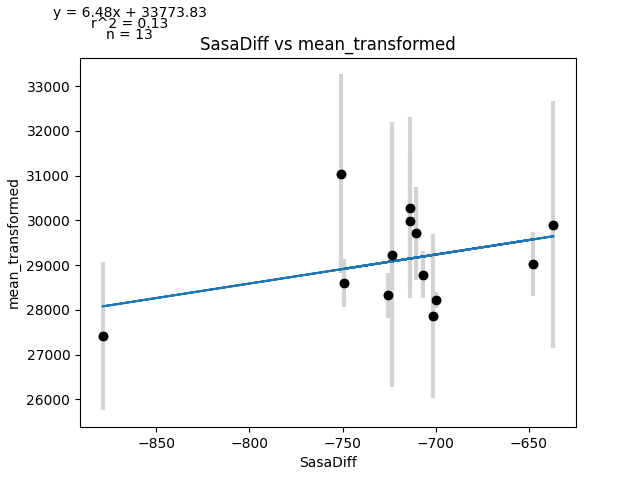 y = 6.48x + 33773.83
r^2 = 0.13
n = 13
SasaDiff vs mean_transformed
33000
32000
31000
30000
29000
28000
27000
26000
mean_transformed
−850
−800
−750
−700
−650
SasaDiff